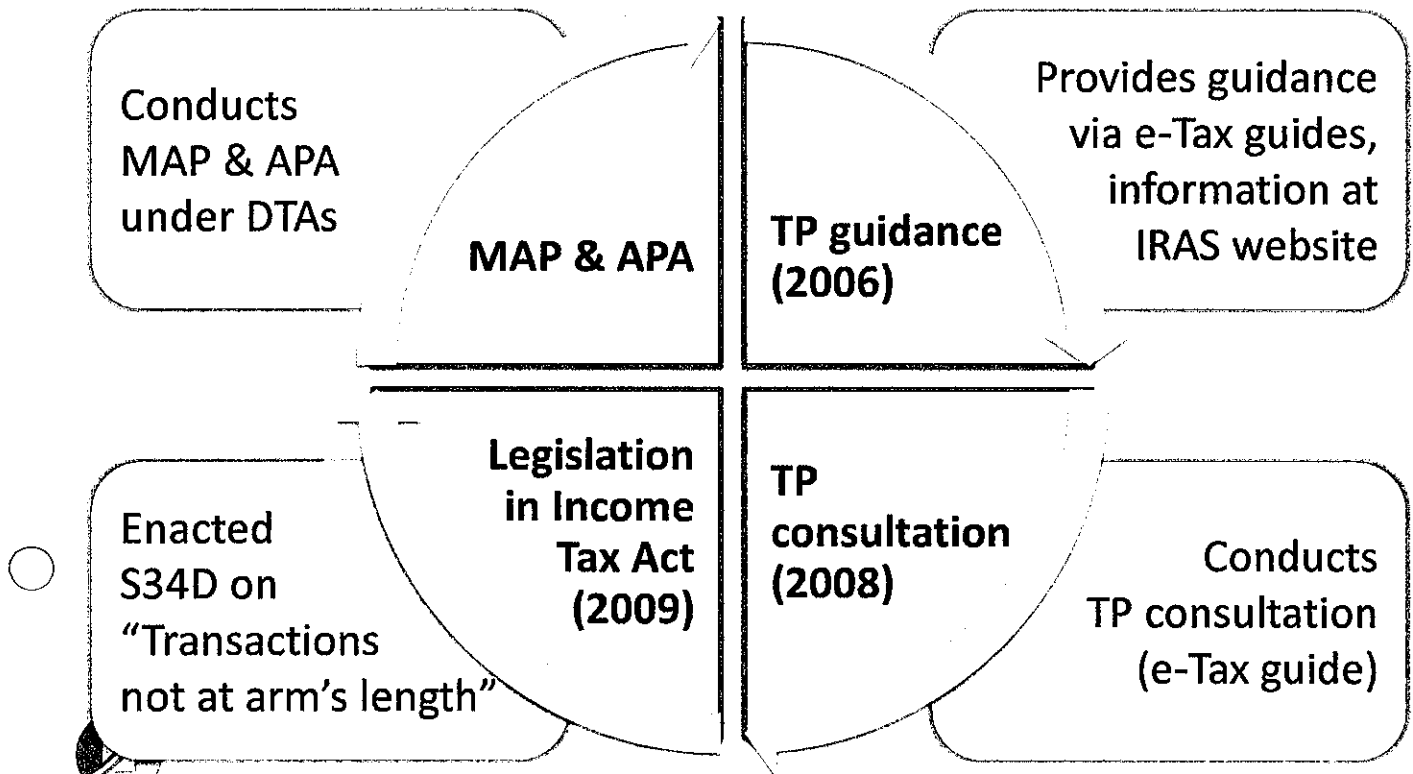 Conducts
MAP & APA
under DTAs
MAP & APA
TP guidance
(2006)
Provides guidance
via e-Tax guides,
information at
IRAS website
Legislation
in Income
Tax Act
(2009)
Enacted
S34D on
“Transactions
not at arm’s length”
TP
consultation
(2008)
Conducts
TP consultation
(e-Tax guide)